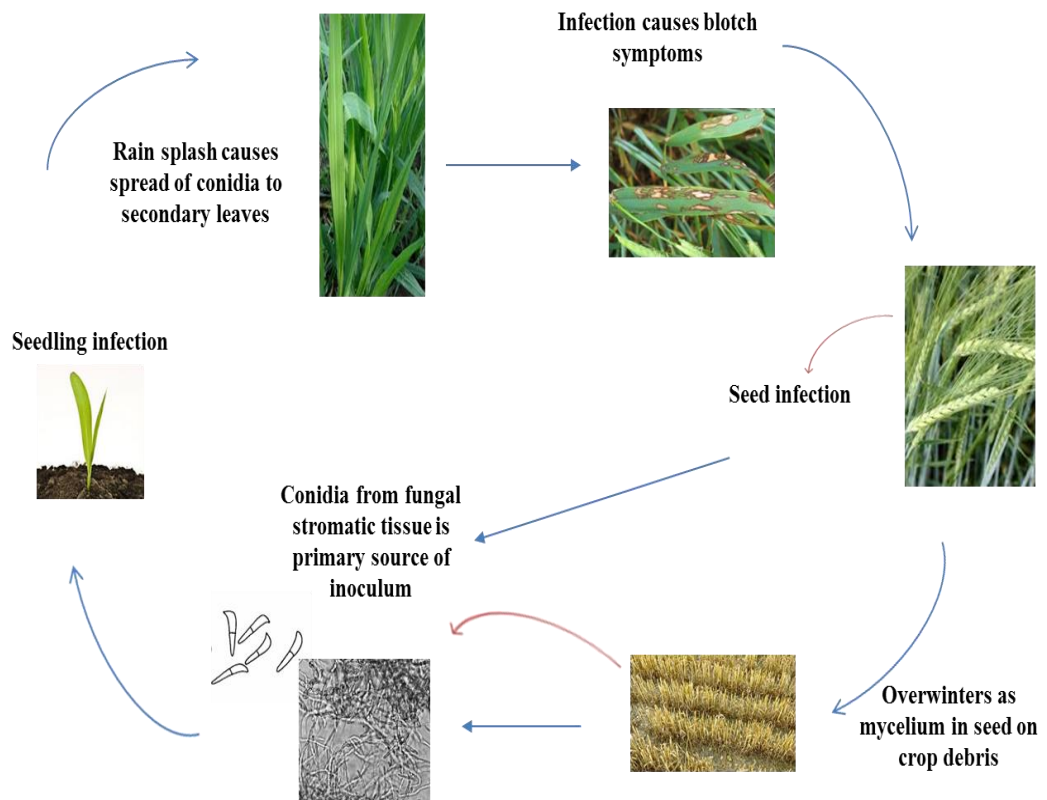 Infection causes blotch
symptoms
Rain splash causes
spread of conidia to
secondary leaves
Seedling infection
Seed infection
Conidia from fungal
stromatic tissue is
primary source of
inoculum
Overwinters as
mycelium in seed on
crop debris